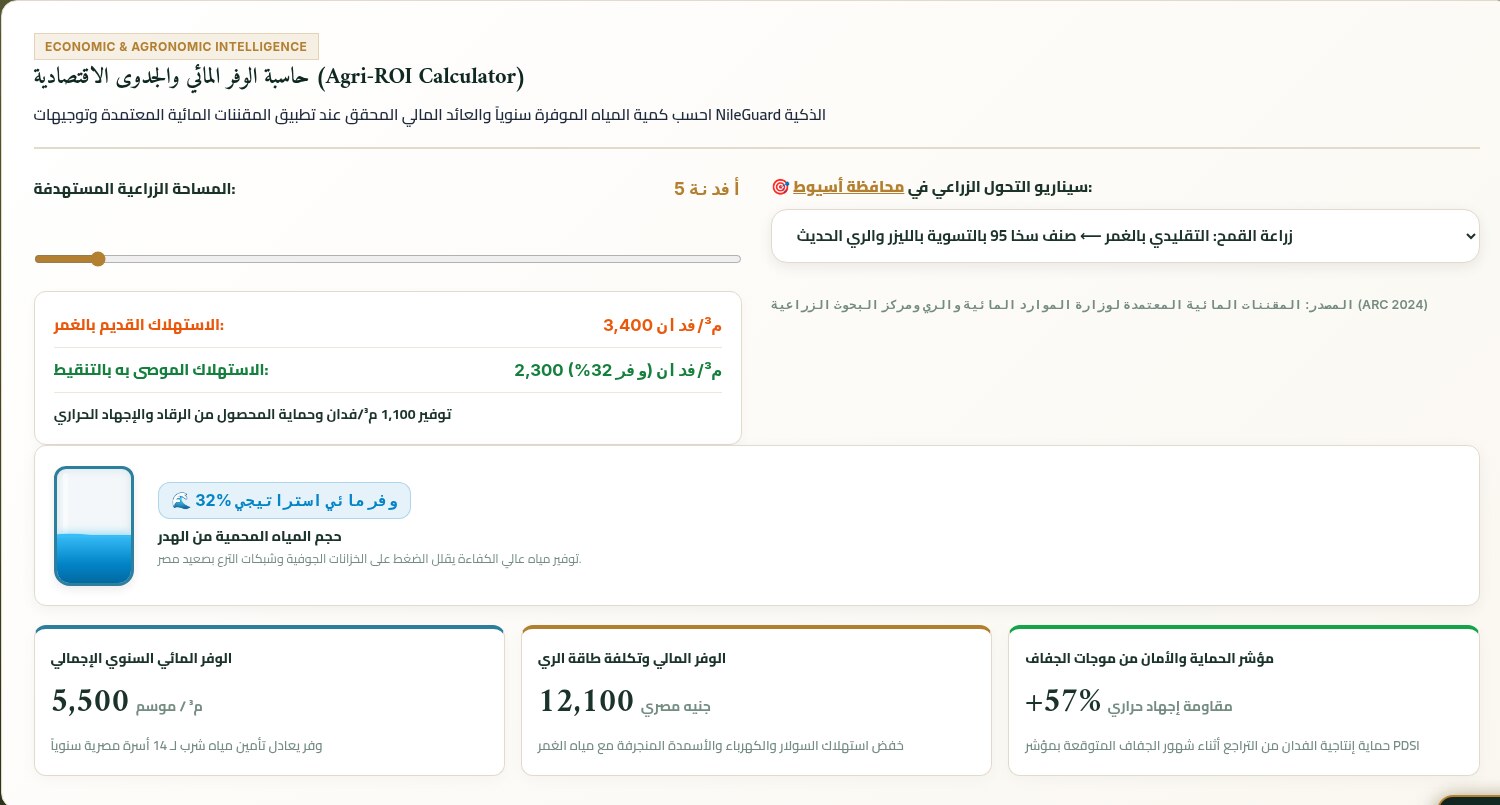 ECONOMIC & AGRONOMIC INTELLIGENCE
حاسبة الوفر المائي والجدوى الاقتصادية (Agri-ROI Calculator)
احسب كمية المياه الموفرة سنوياً والعائد المالي المحقق عند تطبيق المقننات المائية المعتمدة وتوجيهات NileGuard الذكية
المساحة الزراعية المستهدفة:
5 أفدنة
🎯 سيناريو التحول الزراعي في محافظة أسيوط:
زراعة القمح: التقليدي بالغمر ⟵ صنف سخا 95 بالتسوية بالليزر والري الحديث
المصدر: المقننات المائية المعتمدة لوزارة الموارد المائية والري ومركز البحوث الزراعية (ARC 2024)
الاستهلاك القديم بالغمر:
3,400 م³/فدان
الاستهلاك الموصى به بالتنقيط:
2,300 م³/فدان (وفر 32%)
توفير 1,100 م³/فدان وحماية المحصول من الرقاد والإجهاد الحراري
🌊 32% وفر مائي استراتيجي
حجم المياه المحمية من الهدر
توفير مياه عالي الكفاءة يقلل الضغط على الخزانات الجوفية وشبكات الترع بصعيد مصر.
الوفر المائي السنوي الإجمالي
5,500 م³ / موسم
وفر يعادل تأمين مياه شرب لـ 14 أسرة مصرية سنوياً
الوفر المالي وتكلفة طاقة الري
12,100 جنيه مصري
خفض استهلاك السولار والكهرباء والأسمدة المنجرفة مع مياه الغمر
مؤشر الحماية والأمان من موجات الجفاف
+57% مقاومة إجهاد حراري
حماية إنتاجية الفدان من التراجع أثناء شهور الجفاف المتوقعة بمؤشر PDSI